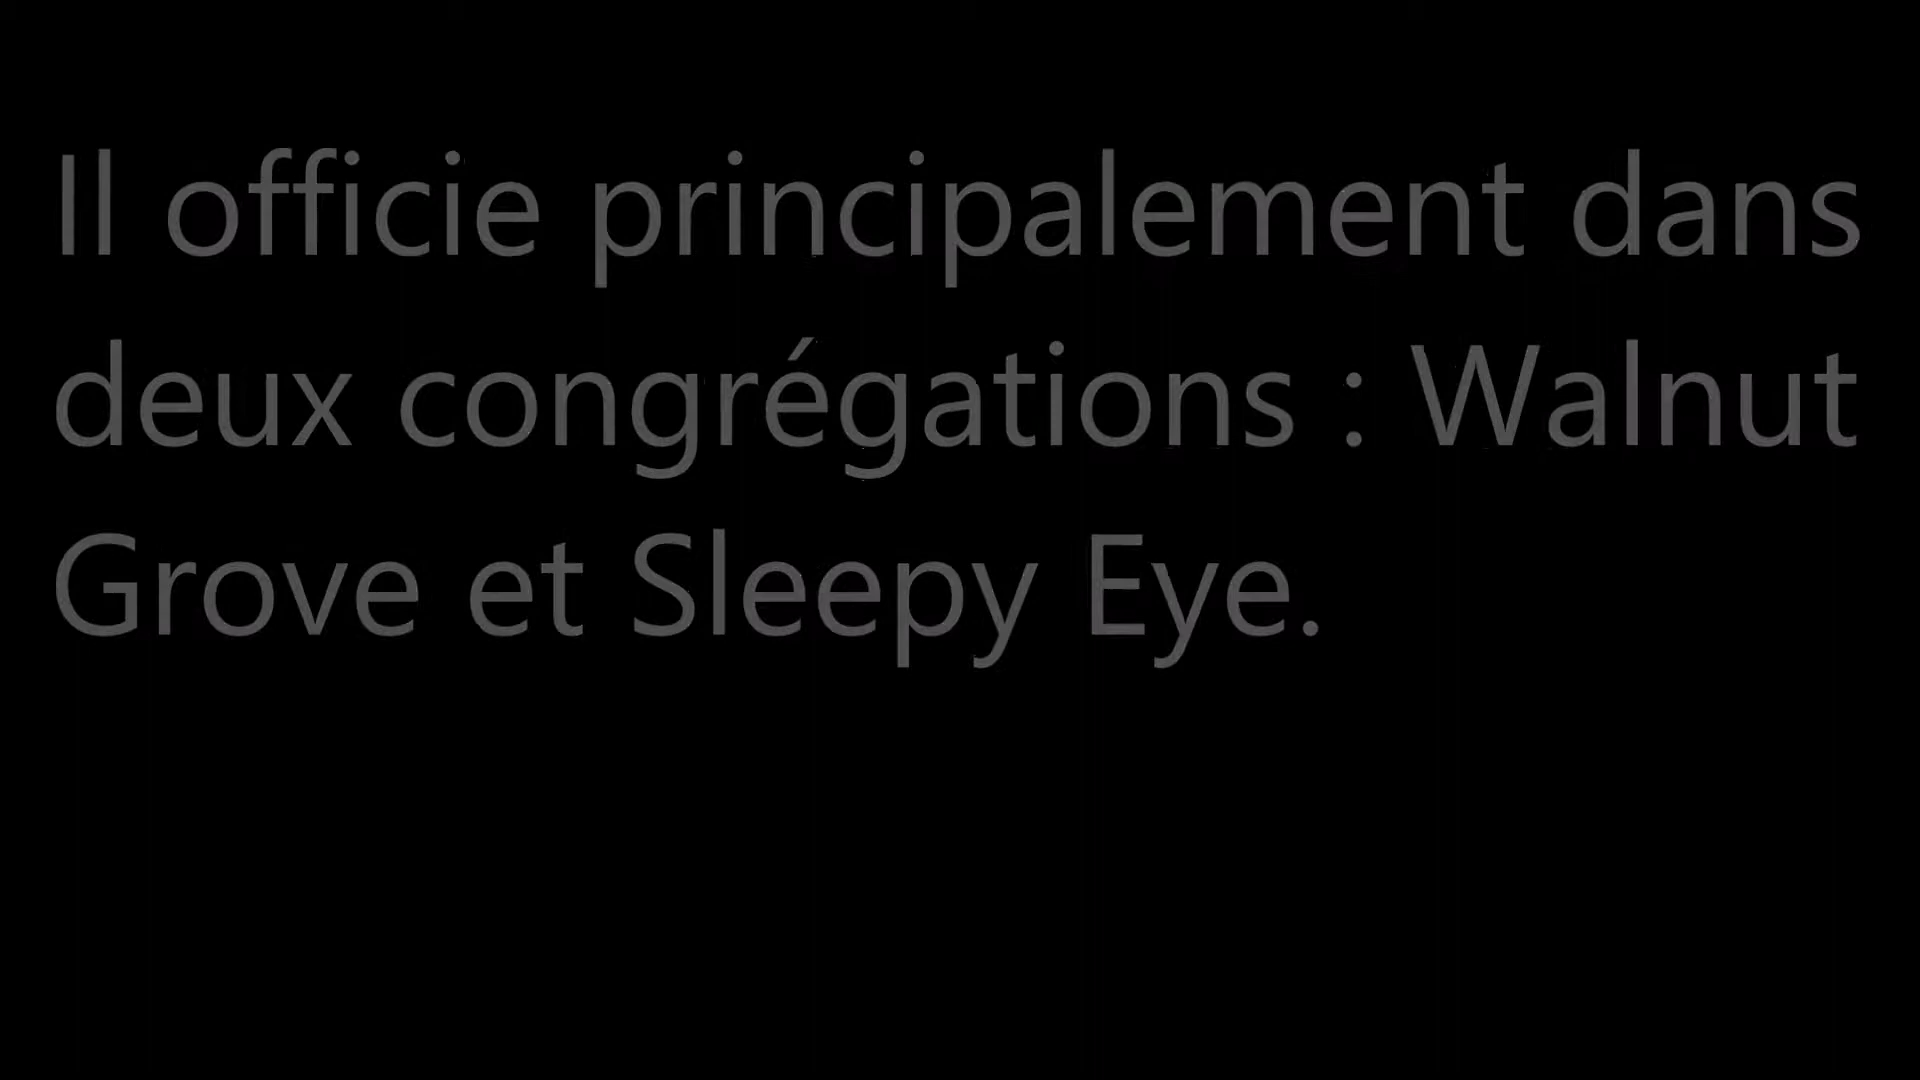 Il officie principalement dans
deux congrégations : Walnut
Grove et Sleepy Eye.